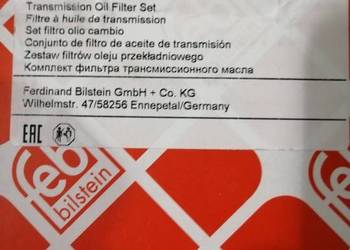 Transmission Oil Filter Set
Filtre à huile de transmission
Set filtro olio cambio
Conjunto de filtro de aceite de transmisión
Zestaw filtrów oleju przekładniowego
Комплект фильтра трансмиссионного масла
Ferdinand Bilstein GmbH + Co. KG
Wilhelmstr. 47/58256 Ennepetal/Germany
EAC
feb
bilstein
feb